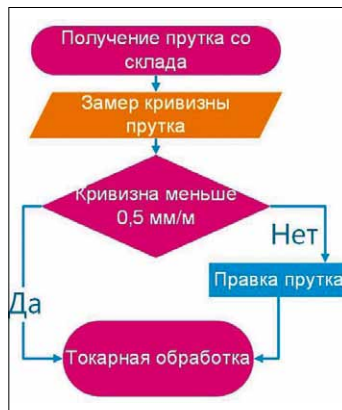 Получение прутка со
склада
Замер кривизны
прутка
Кривизна меньше
0,5 мм/м
Нет
Правка прутка
Да
Токарная обработка